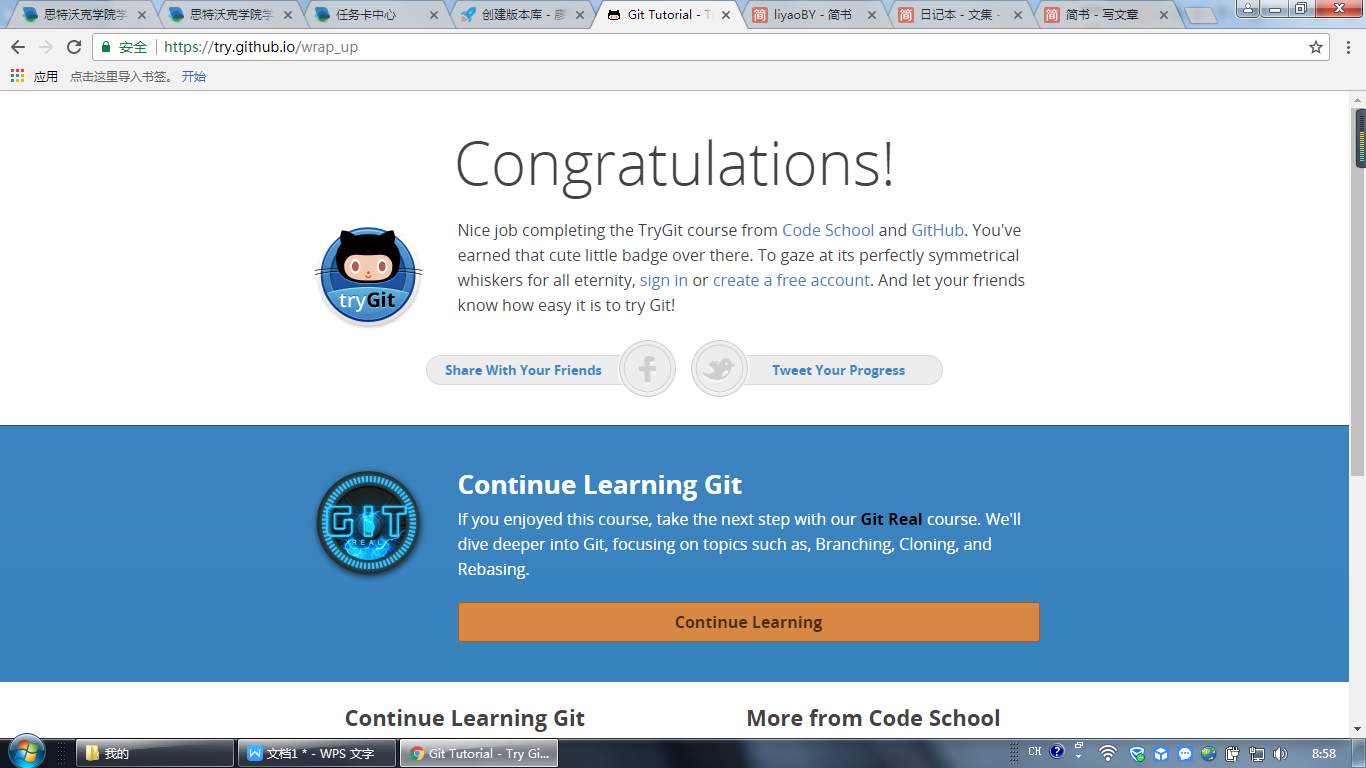 思特沃克学院学
思特沃克学院学
任务卡中心
创建版本库 - 廖
Git Tutorial - T
liyaoBY - 简书
日记本 - 文集 -
简书 - 写文章
安全
https://try.github.io/wrap_up
应用
点击这里导入书签。
开始
Congratulations!
Nice job completing the TryGit course from Code School and GitHub. You've
earned that cute little badge over there. To gaze at its perfectly symmetrical
whiskers for all eternity, sign in or create a free account. And let your friends
know how easy it is to try Git!
tryGit
Share With Your Friends
Tweet Your Progress
Continue Learning Git
If you enjoyed this course, take the next step with our Git Real course. We'll
dive deeper into Git, focusing on topics such as, Branching, Cloning, and
Rebasing.
GIT
REAL
Continue Learning
Continue Learning Git
More from Code School
我的
文档1 * - WPS 文字
Git Tutorial - Try Gi...
CH
8:58